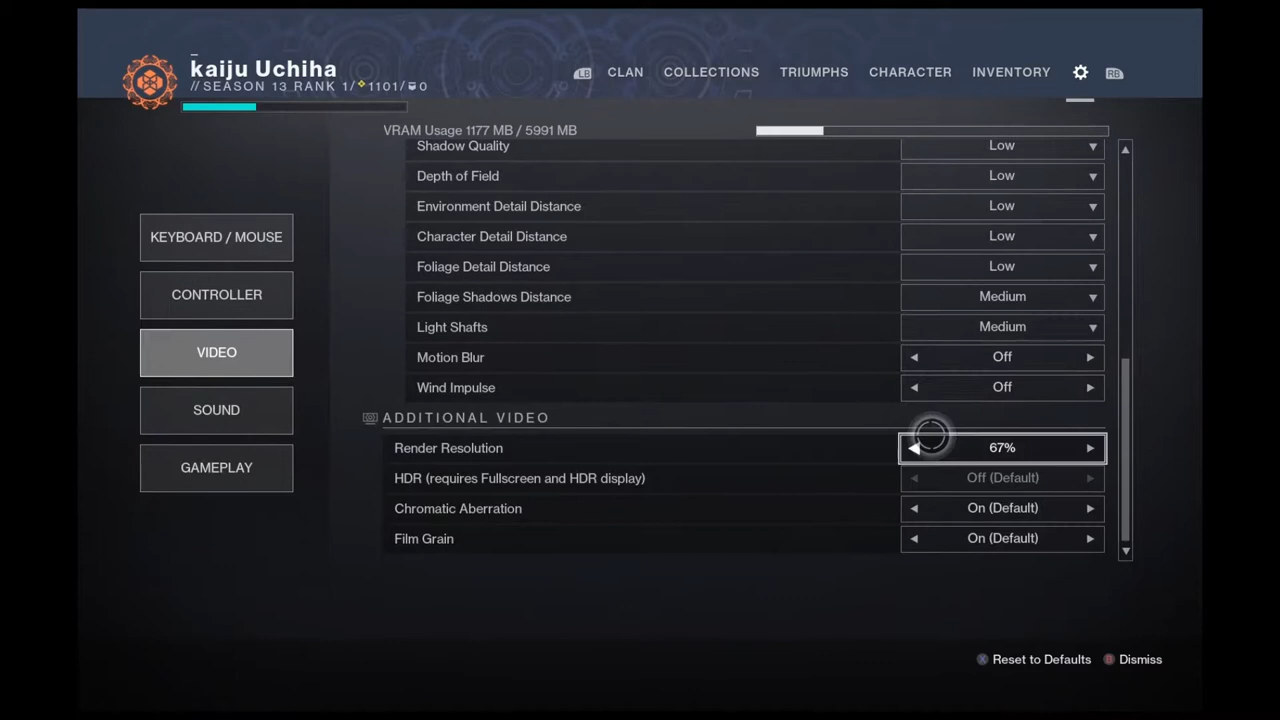 kaiju Uchiha
// SEASON 13 RANK 1/1101/0
LB CLAN COLLECTIONS TRIUMPHS CHARACTER INVENTORY RB
VRAM Usage 1177 MB / 5991 MB
Shadow Quality Low
Depth of Field Low
Environment Detail Distance Low
Character Detail Distance Low
Foliage Detail Distance Low
Foliage Shadows Distance Medium
Light Shafts Medium
Motion Blur Off
Wind Impulse Off
KEYBOARD / MOUSE
CONTROLLER
VIDEO
SOUND
GAMEPLAY
ADDITIONAL VIDEO
Render Resolution 67%
HDR (requires Fullscreen and HDR display) Off (Default)
Chromatic Aberration On (Default)
Film Grain On (Default)
X Reset to Defaults B Dismiss